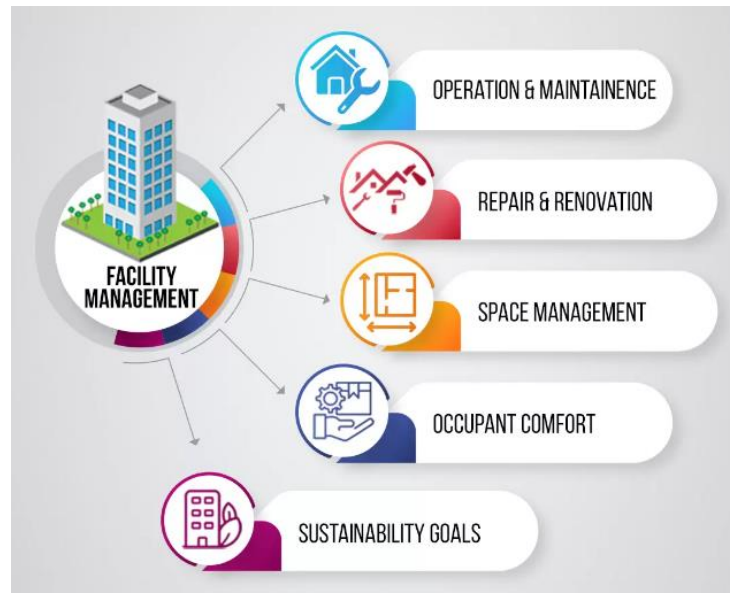 FACILITY
MANAGEMENT
OPERATION & MAINTAINENCE
REPAIR & RENOVATION
SPACE MANAGEMENT
OCCUPANT COMFORT
SUSTAINABILITY GOALS